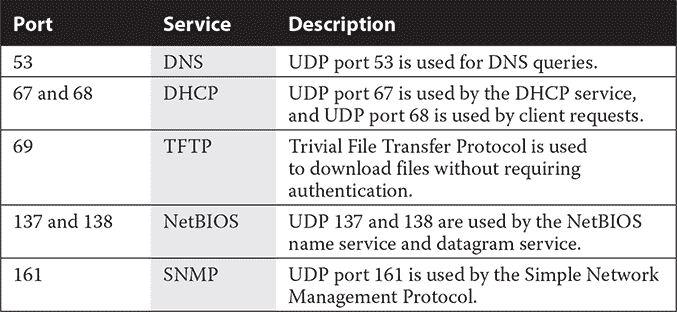 Port Service Description
53 DNS UDP port 53 is used for DNS queries.
67 and 68 DHCP UDP port 67 is used by the DHCP service,
and UDP port 68 is used by client requests.
69 TFTP Trivial File Transfer Protocol is used
to download files without requiring
authentication.
137 and 138 NetBIOS UDP 137 and 138 are used by the NetBIOS
name service and datagram service.
161 SNMP UDP port 161 is used by the Simple Network
Management Protocol.